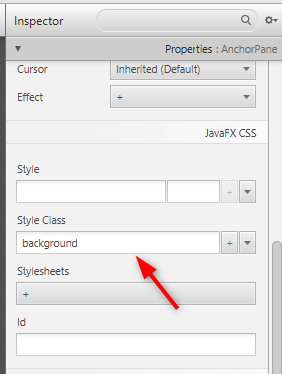 Inspector
Properties : AnchorPane
Cursor
Inherited (Default)
Effect
+
JavaFX CSS
Style
+
Style Class
background
+
Stylesheets
+
Id